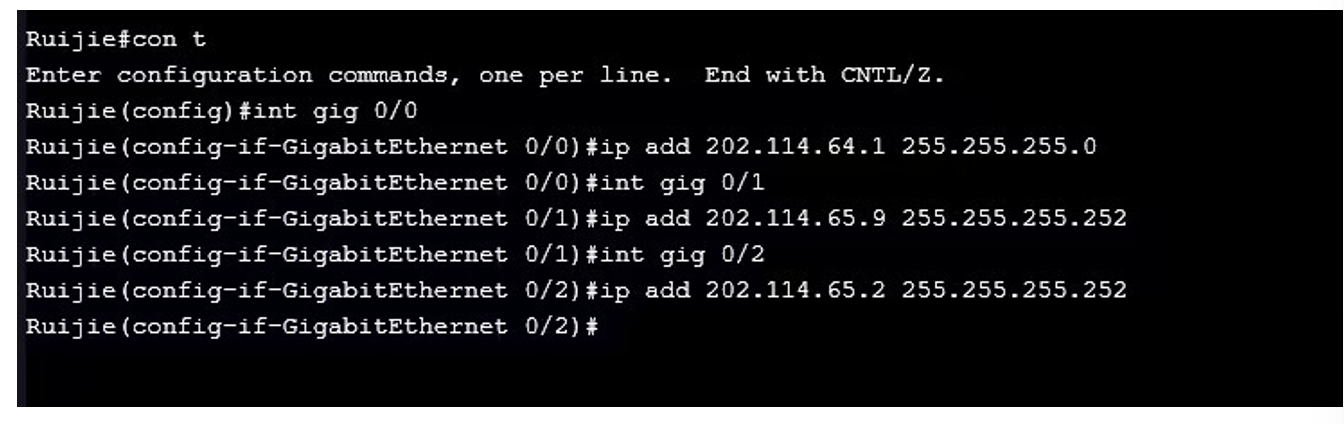 Ruijie#con t
Enter configuration commands, one per line.  End with CNTL/Z.
Ruijie(config)#int gig 0/0
Ruijie(config-if-GigabitEthernet 0/0)#ip add 202.114.64.1 255.255.255.0
Ruijie(config-if-GigabitEthernet 0/0)#int gig 0/1
Ruijie(config-if-GigabitEthernet 0/1)#ip add 202.114.65.9 255.255.255.252
Ruijie(config-if-GigabitEthernet 0/1)#int gig 0/2
Ruijie(config-if-GigabitEthernet 0/2)#ip add 202.114.65.2 255.255.255.252
Ruijie(config-if-GigabitEthernet 0/2)#